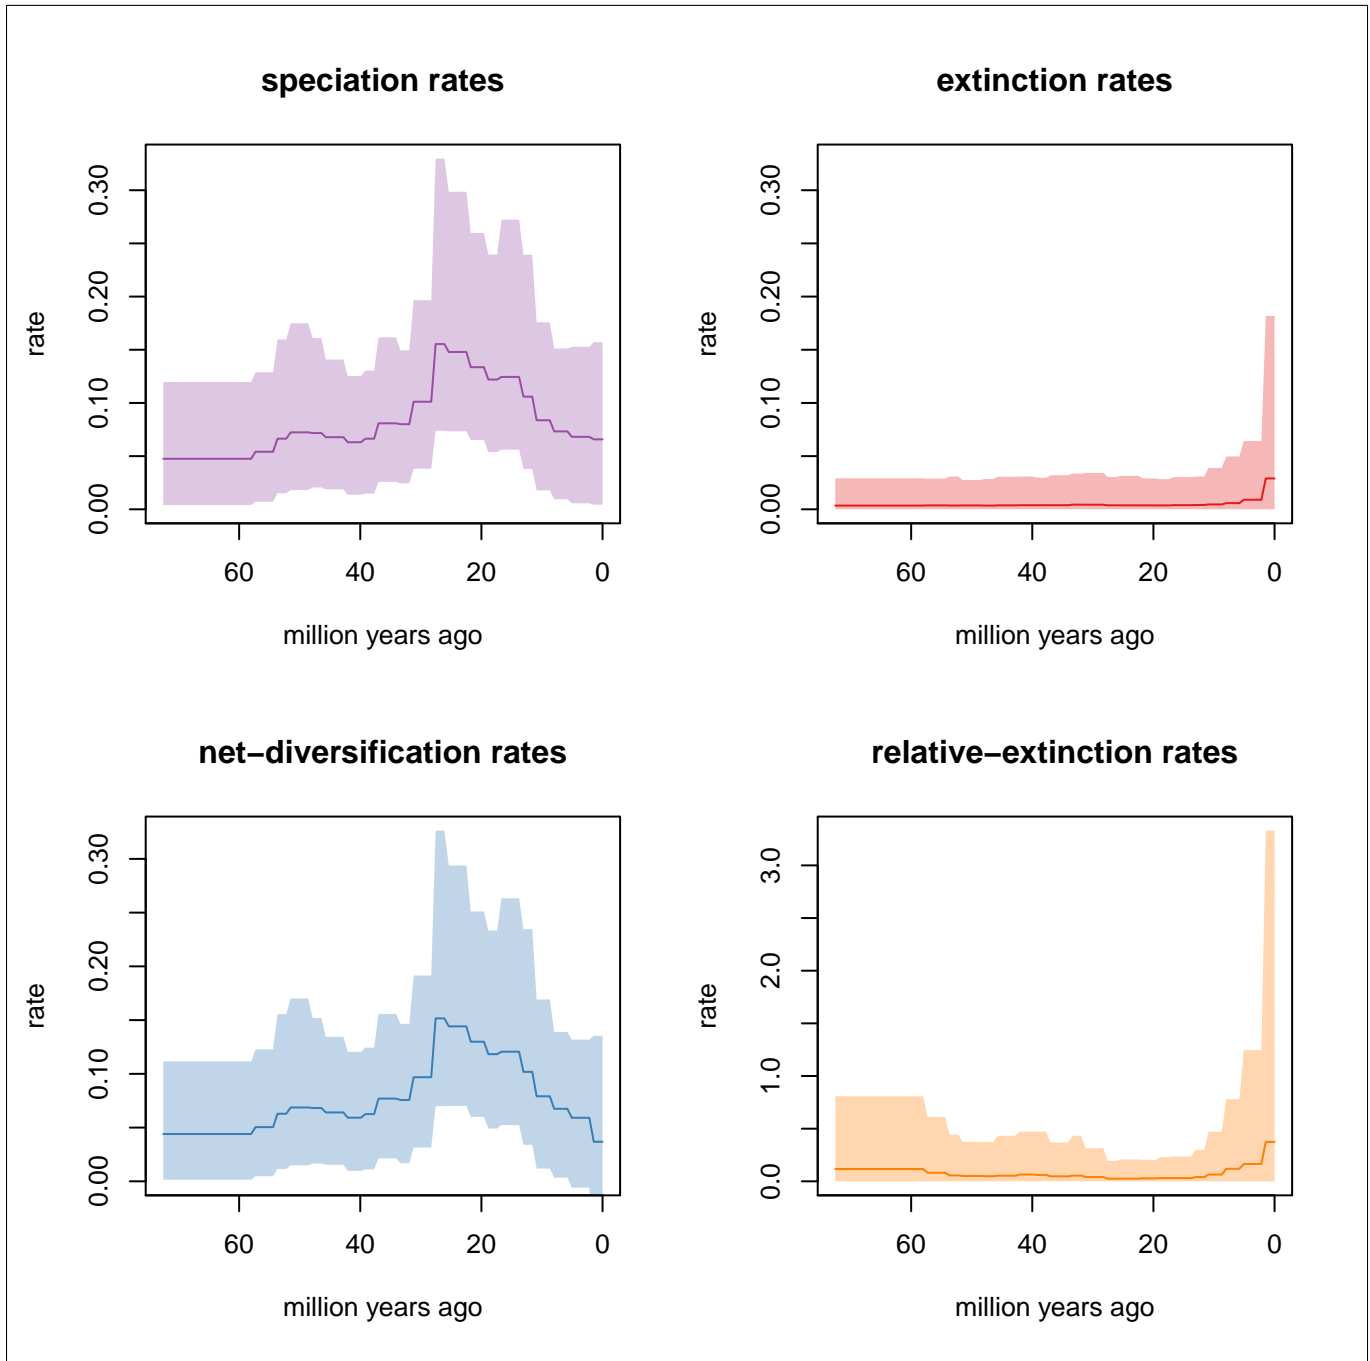 speciation rates
rate
0.00
0.10
0.20
0.30
60 40 20 0
million years ago
extinction rates
rate
0.00
0.10
0.20
0.30
60 40 20 0
million years ago
net−diversification rates
rate
0.00
0.10
0.20
0.30
60 40 20 0
million years ago
relative−extinction rates
rate
0.0
1.0
2.0
3.0
60 40 20 0
million years ago